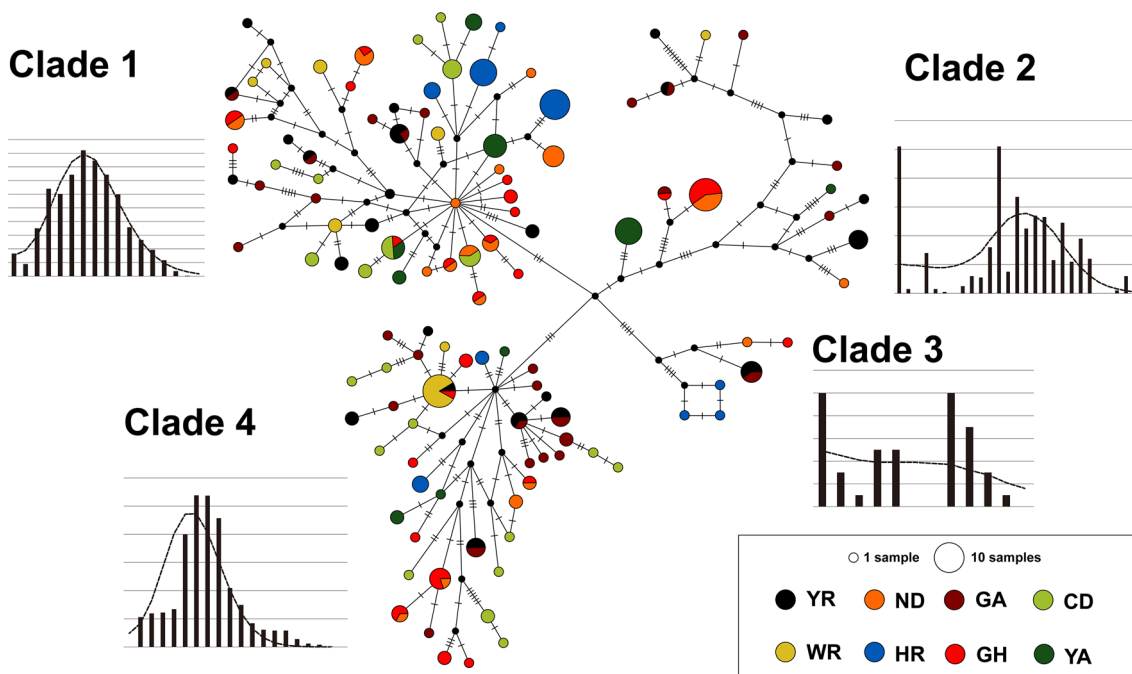 Clade 1
Clade 2
Clade 3
Clade 4
1 sample 10 samples
YR ND GA CD
WR HR GH YA